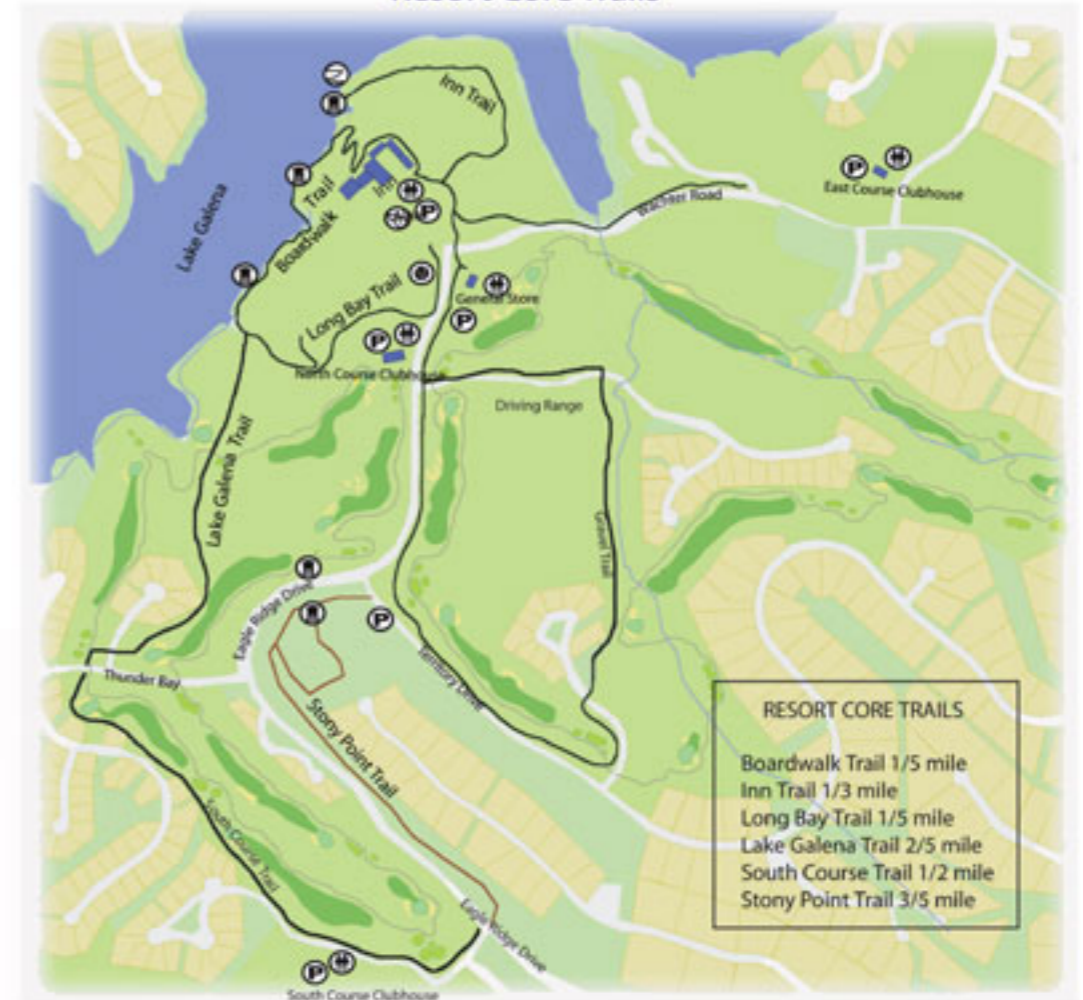 Inn Trail
Inn
Trail
Boardwalk
Lake Galena
Wachter Road
P
East Course Clubhouse
P
Long Bay Trail
General Store
P
P
North Course Clubhouse
Driving Range
Lake Galena Trail
Gravel Trail
Eagle Ridge Drive
P
Thunder Bay
Territory Drive
Stony Point Trail
South Course Trail
Eagle Ridge Drive
P
South Course Clubhouse
RESORT CORE TRAILS
Boardwalk Trail 1/5 mile
Inn Trail 1/3 mile
Long Bay Trail 1/5 mile
Lake Galena Trail 2/5 mile
South Course Trail 1/2 mile
Stony Point Trail 3/5 mile